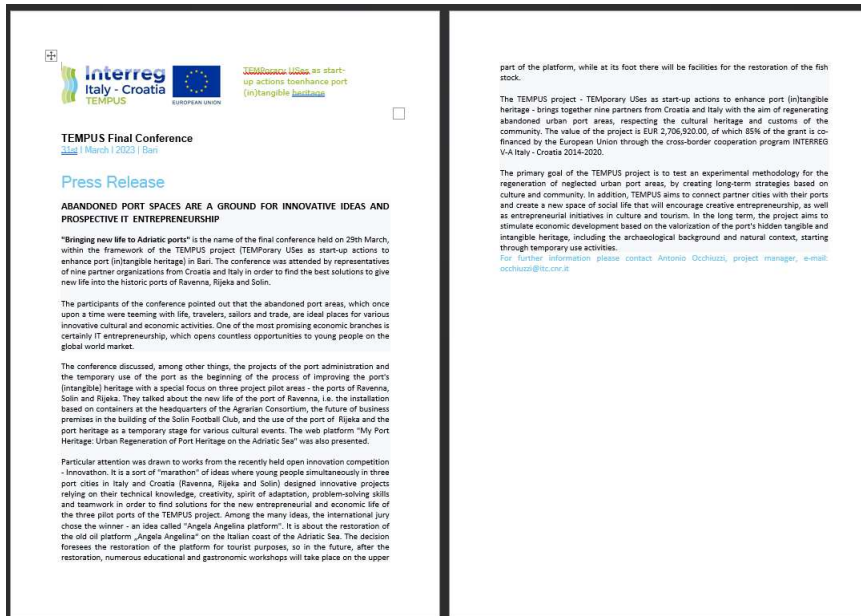 Interreg
Italy - Croatia
TEMPUS
EUROPEAN UNION
TEMPorary USes as start-
up actions toenhance port
(in)tangible heritage
TEMPUS Final Conference
31st | March | 2023 | Bari
Press Release
ABANDONED PORT SPACES ARE A GROUND FOR INNOVATIVE IDEAS AND
PROSPECTIVE IT ENTREPRENEURSHIP
"Bringing new life to Adriatic ports" is the name of the final conference held on 29th March,
within the framework of the TEMPUS project (TEMPorary USes as start-up actions to
enhance port (in)tangible heritage) in Bari. The conference was attended by representatives
of nine partner organizations from Croatia and Italy in order to find the best solutions to give
new life into the historic ports of Ravenna, Rijeka and Solin.
The participants of the conference pointed out that the abandoned port areas, which once
upon a time were teeming with life, travelers, sailors and trade, are ideal places for various
innovative cultural and economic activities. One of the most promising economic branches is
certainly IT entrepreneurship, which opens countless opportunities to young people on the
global world market.
The conference discussed, among other things, the projects of the port administration and
the temporary use of the port as the beginning of the process of improving the port's
(intangible) heritage with a special focus on three project pilot areas - the ports of Ravenna,
Solin and Rijeka. They talked about the new life of the port of Ravenna, i.e. the installation
based on containers at the headquarters of the Agrarian Consortium, the future of business
premises in the building of the Solin Football Club, and the use of the port of Rijeka and the
port heritage as a temporary stage for various cultural events. The web platform "My Port
Heritage: Urban Regeneration of Port Heritage on the Adriatic Sea" was also presented.
Particular attention was drawn to works from the recently held open innovation competition
- Innovathon. It is a sort of "marathon" of ideas where young people simultaneously in three
port cities in Italy and Croatia (Ravenna, Rijeka and Solin) designed innovative projects
relying on their technical knowledge, creativity, spirit of adaptation, problem-solving skills
and teamwork in order to find solutions for the new entrepreneurial and economic life of
the three pilot ports of the TEMPUS project. Among the many ideas, the international jury
chose the winner - an idea called "Angela Angelina platform". It is about the restoration of
the old oil platform „Angela Angelina“ on the Italian coast of the Adriatic Sea. The decision
foresees the restoration of the platform for tourist purposes, so in the future, after the
restoration, numerous educational and gastronomic workshops will take place on the upper
part of the platform, while at its foot there will be facilities for the restoration of the fish
stock.
The TEMPUS project - TEMporary USes as start-up actions to enhance port (in)tangible
heritage - brings together nine partners from Croatia and Italy with the aim of regenerating
abandoned urban port areas, respecting the cultural heritage and customs of the
community. The value of the project is EUR 2,706,920.00, of which 85% of the grant is co-
financed by the European Union through the cross-border cooperation program INTERREG
V-A Italy - Croatia 2014-2020.
The primary goal of the TEMPUS project is to test an experimental methodology for the
regeneration of neglected urban port areas, by creating long-term strategies based on
culture and community. In addition, TEMPUS aims to connect partner cities with their ports
and create a new space of social life that will encourage creative entrepreneurship, as well
as entrepreneurial initiatives in culture and tourism. In the long term, the project aims to
stimulate economic development based on the valorization of the port's hidden tangible and
intangible heritage, including the archaeological background and natural context, starting
through temporary use activities.
For further information please contact Antonio Occhiuzzi, project manager, e-mail:
occhiuzzi@itc.cnr.it